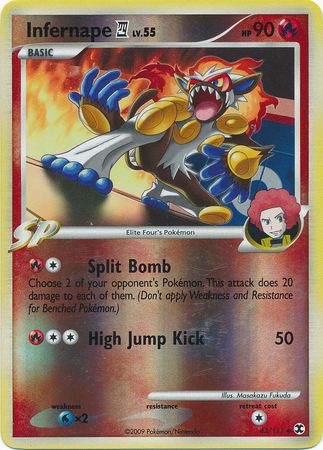 Infernape 四 LV.55 HP 90
BASIC
SP
Elite Four's Pokémon
Split Bomb
Choose 2 of your opponent's Pokémon. This attack does 20
damage to each of them. (Don't apply Weakness and Resistance
for Benched Pokémon.)
High Jump Kick 50
Illus. Masakazu Fukuda
weakness resistance retreat cost
×2
©2009 Pokémon/Nintendo